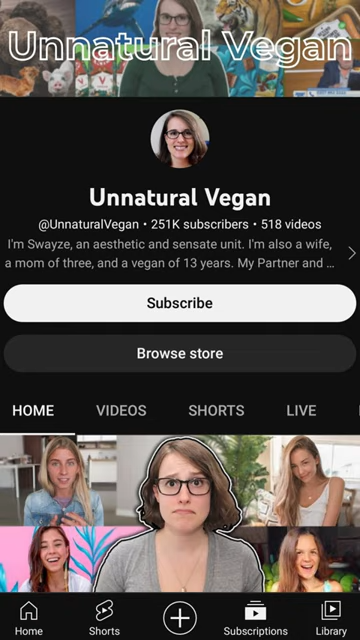 Unnatural Vegan
Unnatural Vegan
@UnnaturalVegan • 251K subscribers • 518 videos
I'm Swayze, an aesthetic and sensate unit. I'm also a wife,
a mom of three, and a vegan of 13 years. My Partner and ...
Subscribe
Browse store
HOME VIDEOS SHORTS LIVE
Home Shorts Subscriptions Library